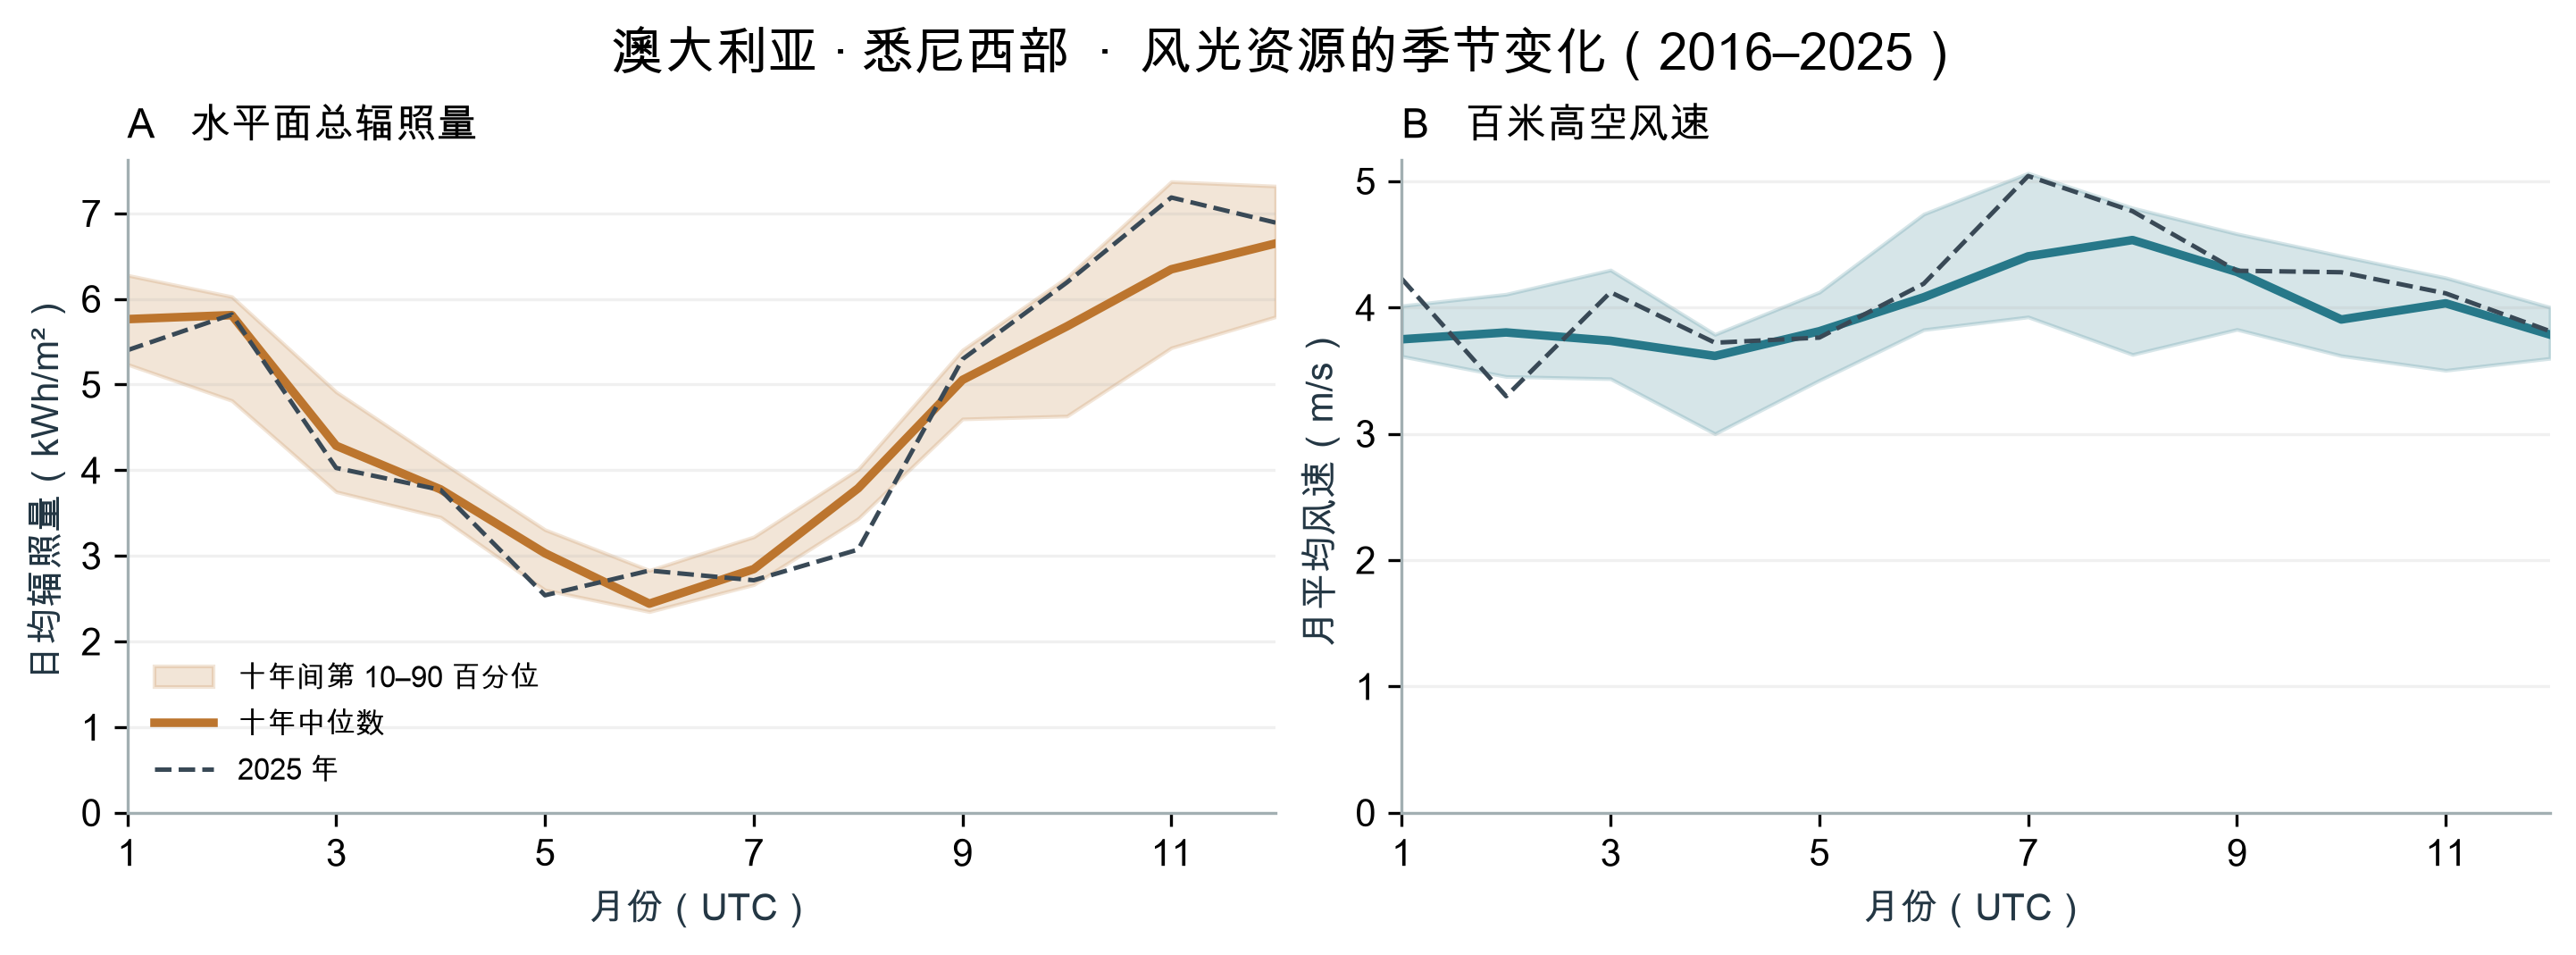 澳大利亚 · 悉尼西部 · 风光资源的季节变化（2016–2025）
A 水平面总辐照量
日均辐照量（kWh/m²）
7
6
5
4
3
2
1
0
十年间第 10–90 百分位
十年中位数
2025 年
1 3 5 7 9 11
月份（UTC）
B 百米高空风速
月平均风速（m/s）
5
4
3
2
1
0
1 3 5 7 9 11
月份（UTC）